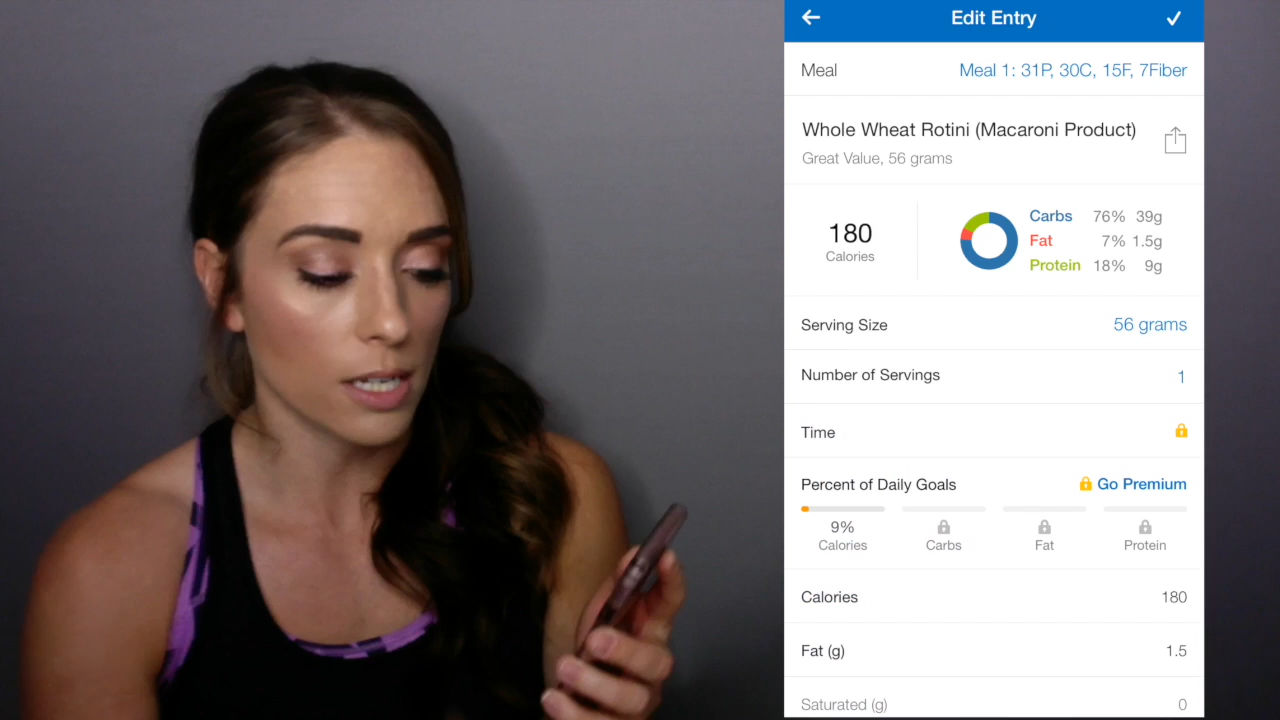 Edit Entry
Meal Meal 1: 31P, 30C, 15F, 7Fiber
Whole Wheat Rotini (Macaroni Product)
Great Value, 56 grams
180
Calories
Carbs 76% 39g
Fat 7% 1.5g
Protein 18% 9g
Serving Size 56 grams
Number of Servings 1
Time
Percent of Daily Goals Go Premium
9%
Calories Carbs Fat Protein
Calories 180
Fat (g) 1.5
Saturated (g) 0